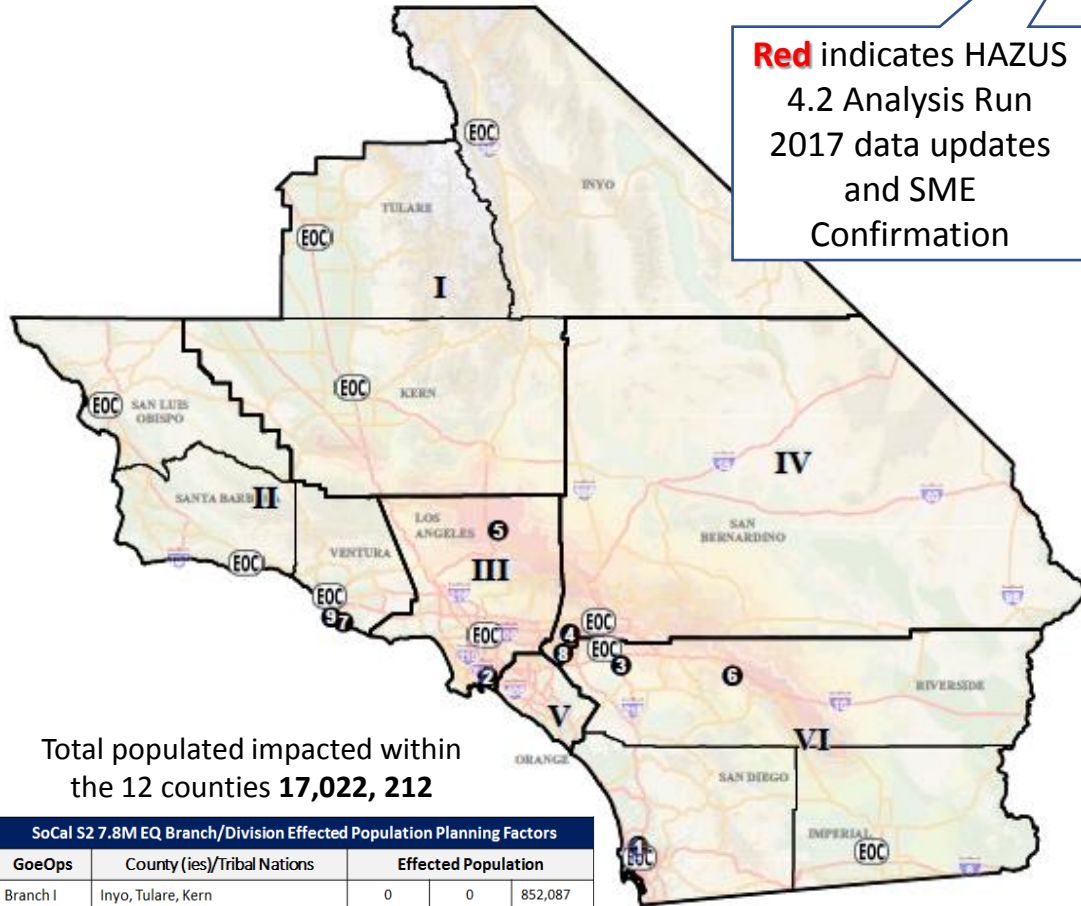 Red indicates HAZUS
4.2 Analysis Run
2017 data updates
and SME
Confirmation
EOC
INYO
TULARE
EOC
I
EOC
KERN
EOC
SAN LUIS
OBISPO
IV
SANTA BARB
II
LOS
ANGELES
5
SAN
BERNARDINO
VENTURA
III
EOC
EOC
9 7
EOC
4
EOC
8
EOC
3
2
6
RIVERSIDE
V
VI
ORANGE
SAN DIEGO
IMPERIAL
1
EOC
EOC
Total populated impacted within
the 12 counties 17,022, 212
SoCal S2 7.8M EQ Branch/Division Effected Population Planning Factors
GoeOps County (ies)/Tribal Nations Effected Population
Branch I Inyo, Tulare, Kern 0 0 852,087